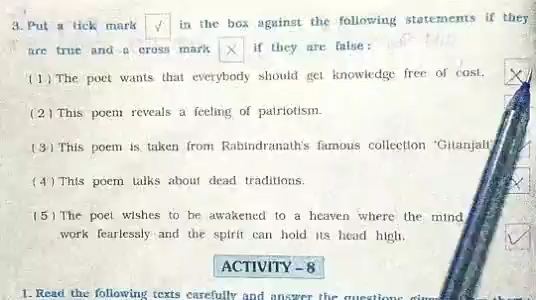 3. Put a tick mark ✓ in the box against the following statements if they
are true and a cross mark × if they are false :
(1) The poet wants that everybody should get knowledge free of cost. ×
(2) This poem reveals a feeling of patriotism.
(3) This poem is taken from Rabindranath's famous collection 'Gitanjali'
(4) This poem talks about dead traditions. ×
(5) The poet wishes to be awakened to a heaven where the mind
work fearlessly and the spirit can hold its head high. ✓
ACTIVITY – 8
1. Read the following texts carefully and answer the questions